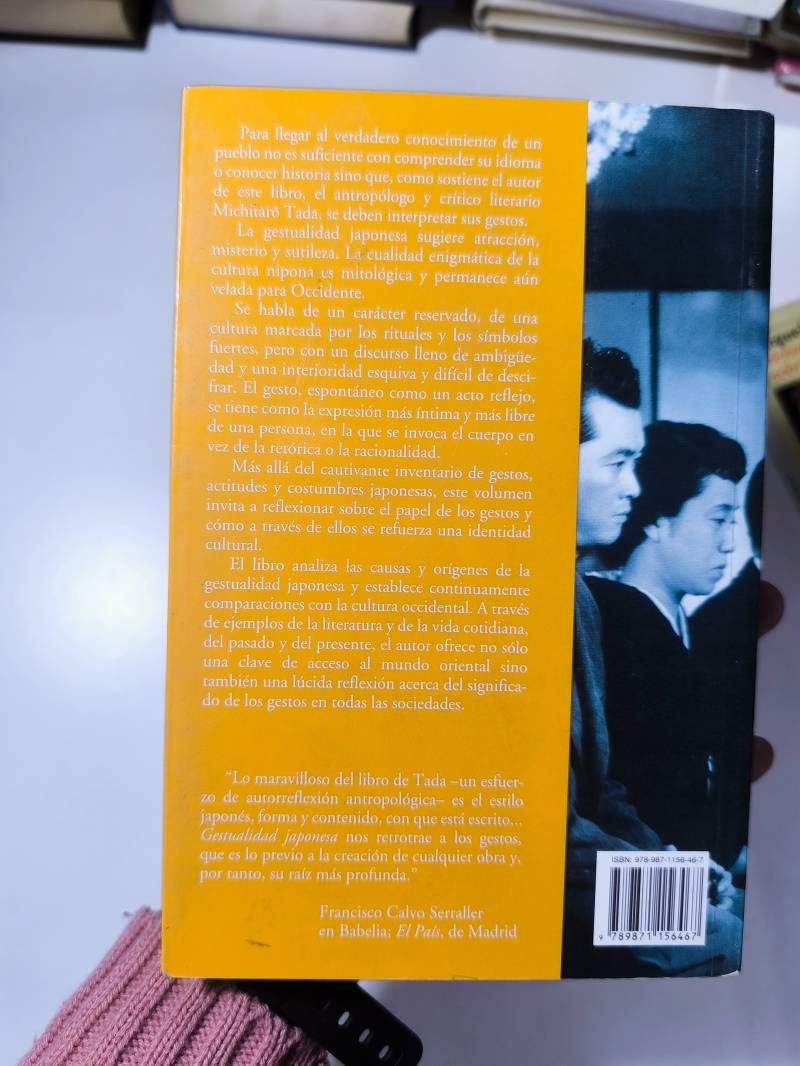 Para llegar al verdadero conocimiento de un
pueblo no es suficiente con comprender su idioma
o conocer historia sino que, como sostiene el autor
de este libro, el antropólogo y crítico literario
Michitarō Tada, se deben interpretar sus gestos.
La gestualidad japonesa sugiere atracción,
misterio y sutileza. La cualidad enigmática de la
cultura nipona es mitológica y permanece aún
velada para Occidente.
Se habla de un carácter reservado, de una
cultura marcada por los rituales y los símbolos
fuertes, pero con un discurso lleno de ambigüe-
dad y una interioridad esquiva y difícil de desci-
frar. El gesto, espontáneo como un acto reflejo,
se tiene como la expresión más íntima y más libre
de una persona, en la que se invoca el cuerpo en
vez de la retórica o la racionalidad.
Más allá del cautivante inventario de gestos,
actitudes y costumbres japonesas, este volumen
invita a reflexionar sobre el papel de los gestos y
cómo a través de ellos se refuerza una identidad
cultural.
El libro analiza las causas y orígenes de la
gestualidad japonesa y establece continuamente
comparaciones con la cultura occidental. A través
de ejemplos de la literatura y de la vida cotidiana,
del pasado y del presente, el autor ofrece no sólo
una clave de acceso al mundo oriental sino
también una lúcida reflexión acerca del significa-
do de los gestos en todas las sociedades.
"Lo maravilloso del libro de Tada –un esfuer-
zo de autorreflexión antropológica– es el estilo
japonés, forma y contenido, con que está escrito...
Gestualidad japonesa nos retrotrae a los gestos,
que es lo previo a la creación de cualquier obra y,
por tanto, su raíz más profunda."
Francisco Calvo Serraller
en Babelia; El País, de Madrid
ISBN: 978-987-1156-46-7
9 789871 156467